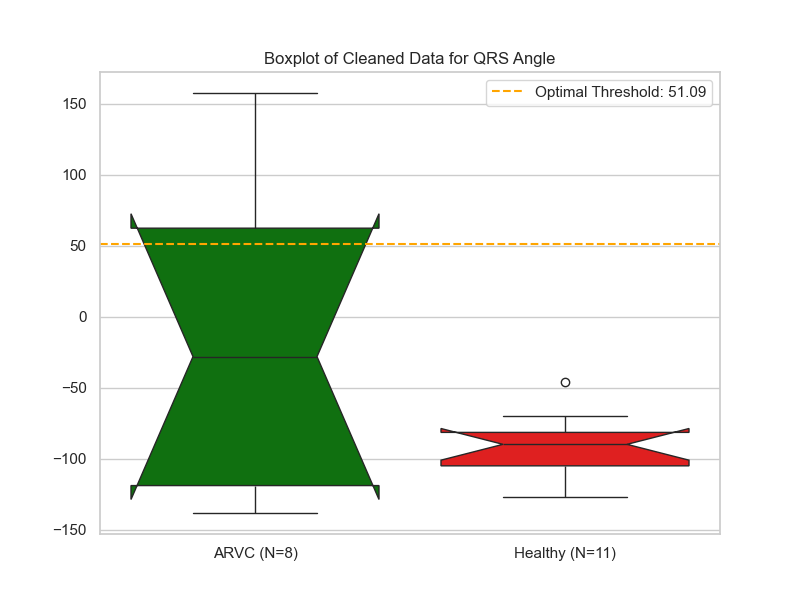 Boxplot of Cleaned Data for QRS Angle
Optimal Threshold: 51.09
150
100
50
0
−50
−100
−150
ARVC (N=8)
Healthy (N=11)